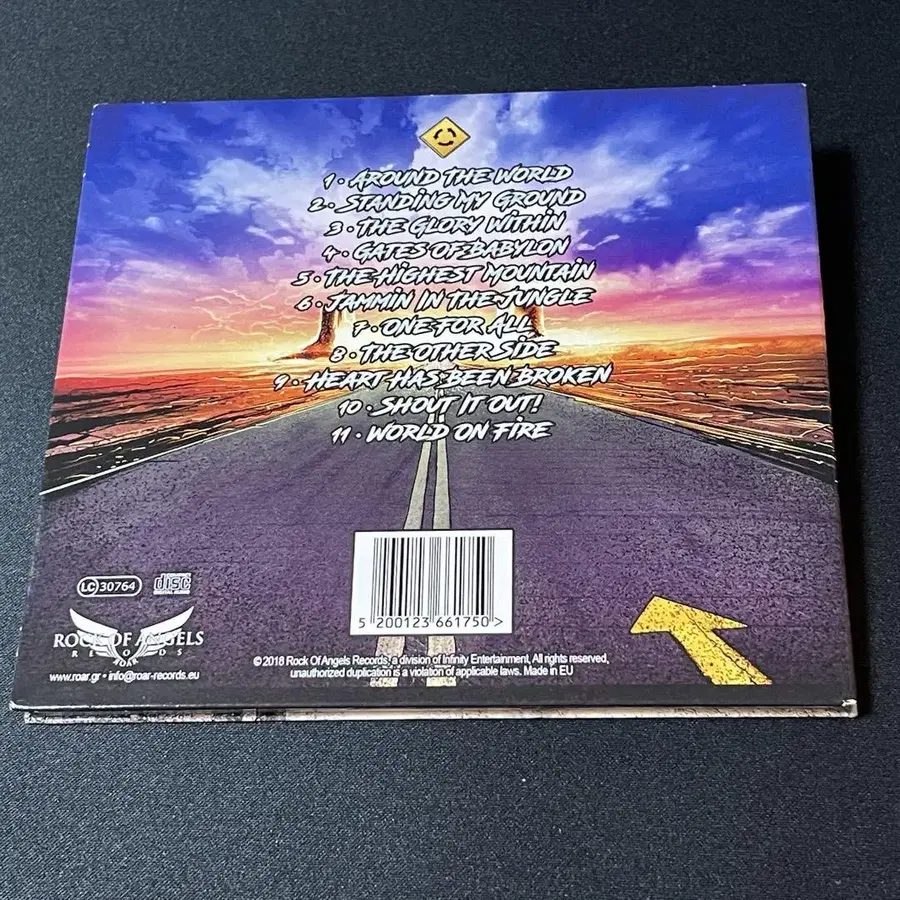 1 • AROUND THE WORLD
2 • STANDING MY GROUND
3 • THE GLORY WITHIN
4 • GATES OF BABYLON
5 • THE HIGHEST MOUNTAIN
6 • JAMMIN IN THE JUNGLE
7 • ONE FOR ALL
8 • THE OTHER SIDE
9 • HEART HAS BEEN BROKEN
10 • SHOUT IT OUT!
11 • WORLD ON FIRE
LC 30764
COMPACT disc DIGITAL AUDIO
ROCK OF ANGELS
RECORDS
ROAR
www.roar.gr • info@roar-records.eu
5 200123 661750 >
© 2018 Rock Of Angels Records, a division of Infinity Entertainment, All rights reserved,
unauthorized duplication is a violation of applicable laws. Made in EU